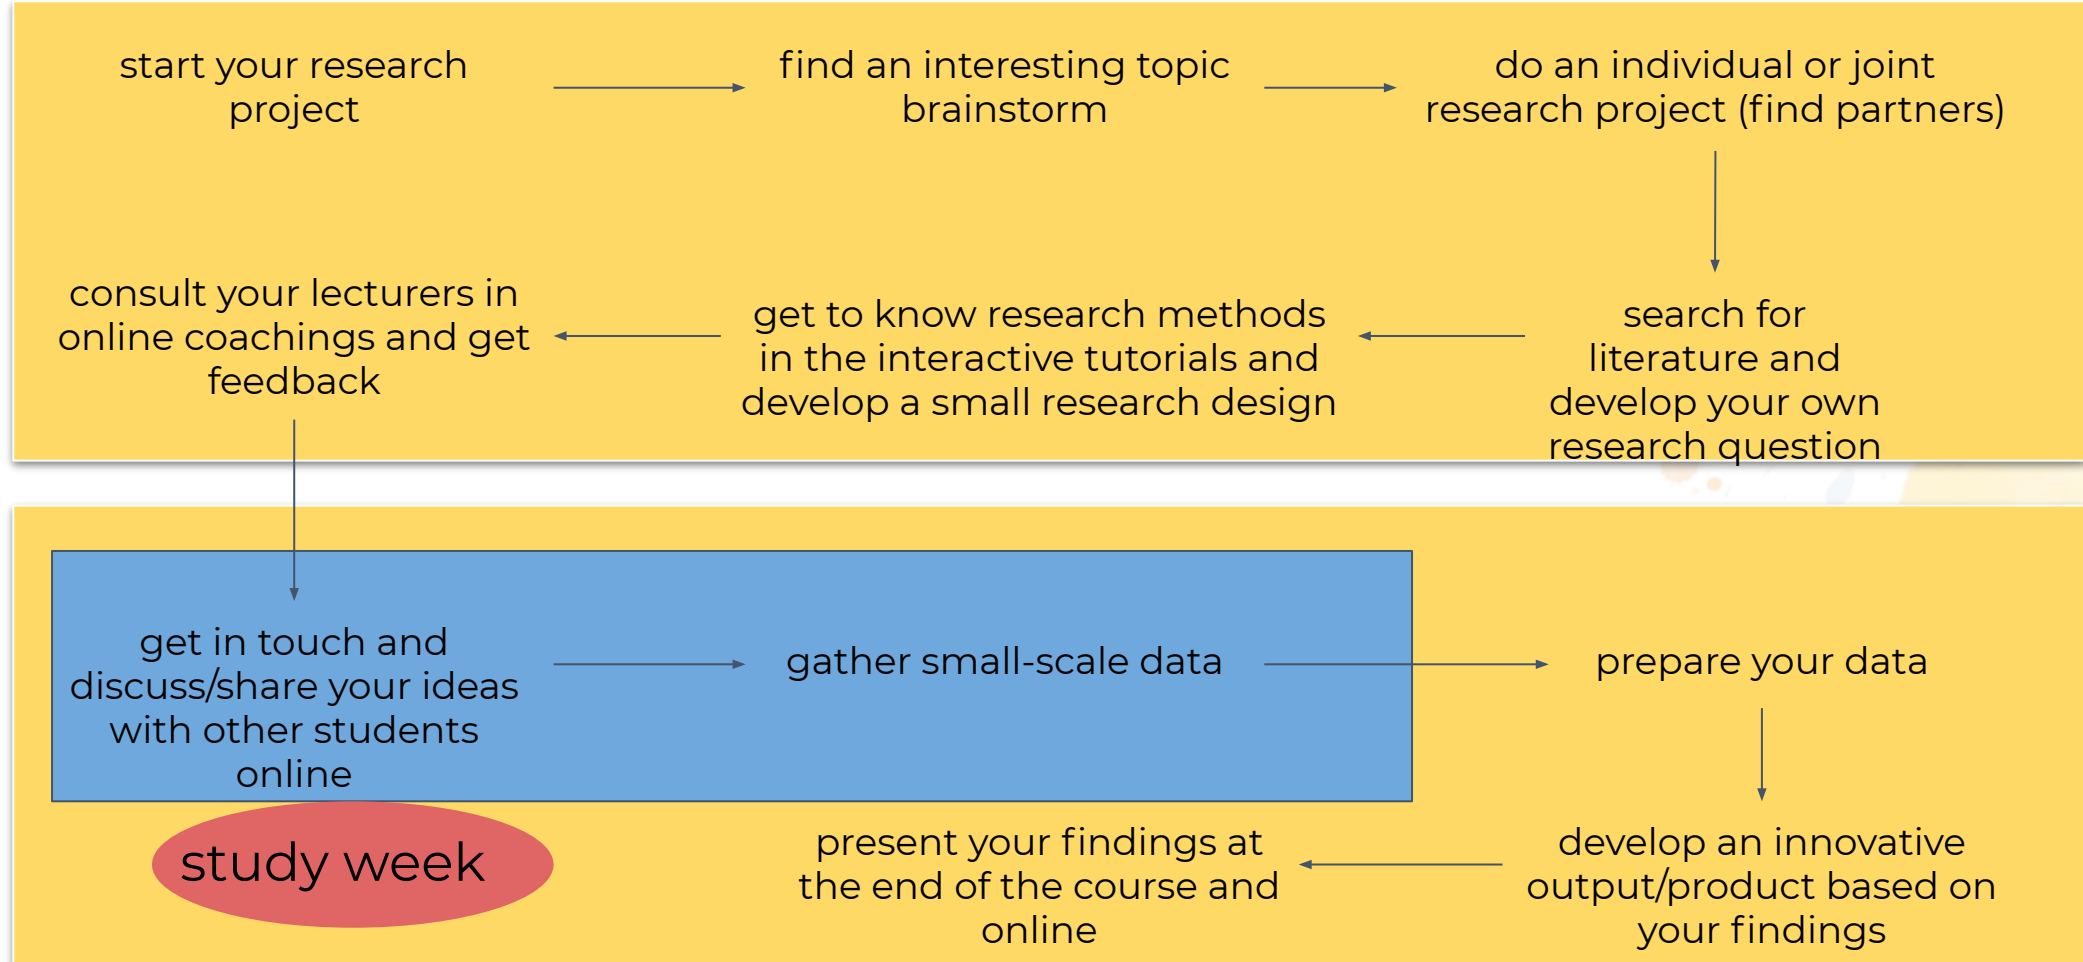 start your research
project
find an interesting topic
brainstorm
do an individual or joint
research project (find partners)
search for
literature and
develop your own
research question
get to know research methods
in the interactive tutorials and
develop a small research design
consult your lecturers in
online coachings and get
feedback
get in touch and
discuss/share your ideas
with other students
online
gather small-scale data
prepare your data
develop an innovative
output/product based on
your findings
present your findings at
the end of the course and
online
study week